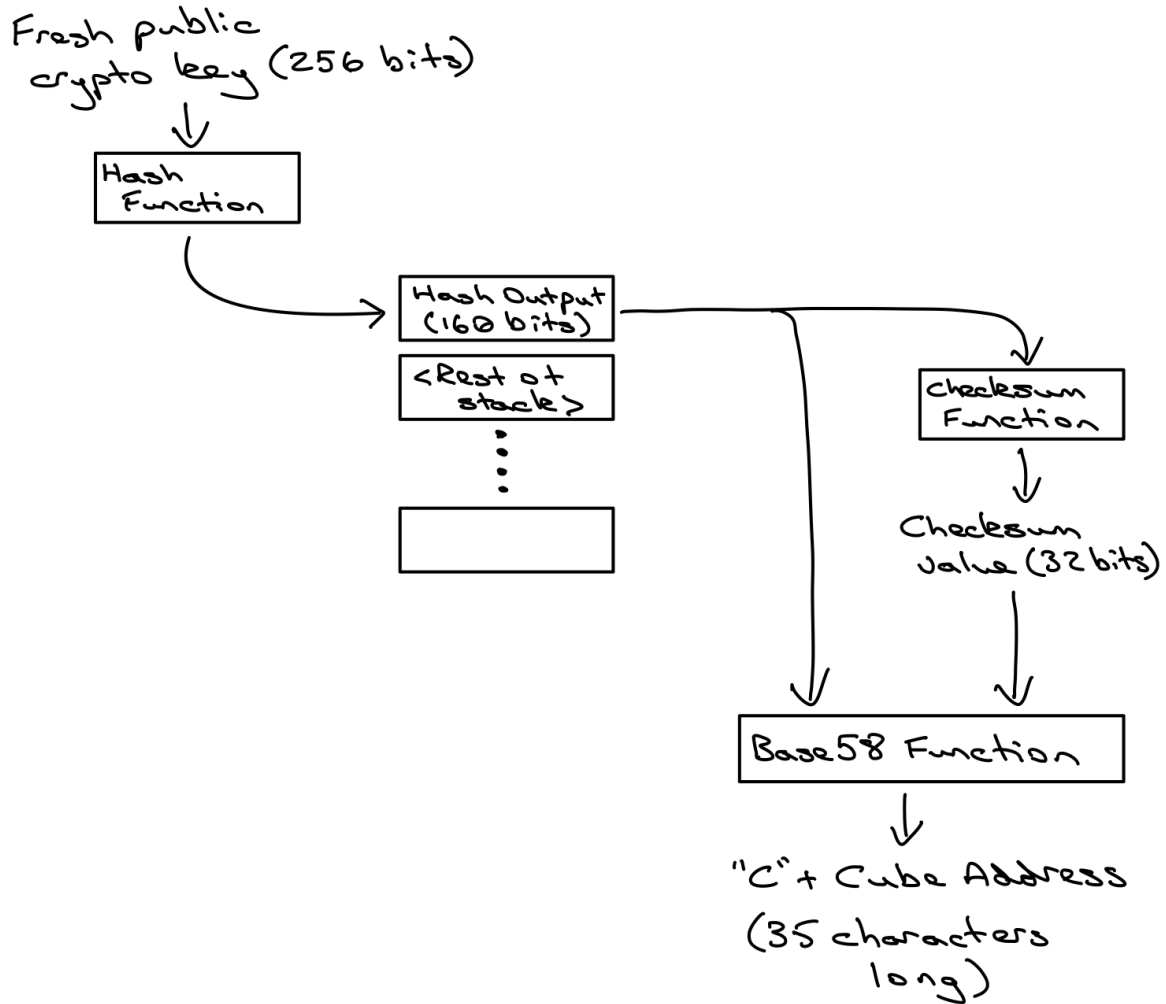 Fresh public
crypto key (256 bits)
Hash
Function
Hash Output
(160 bits)
<Rest of
stack>
Checksum
Function
Checksum
value (32 bits)
Base58 Function
"C" + Cube Address
(35 characters
long)